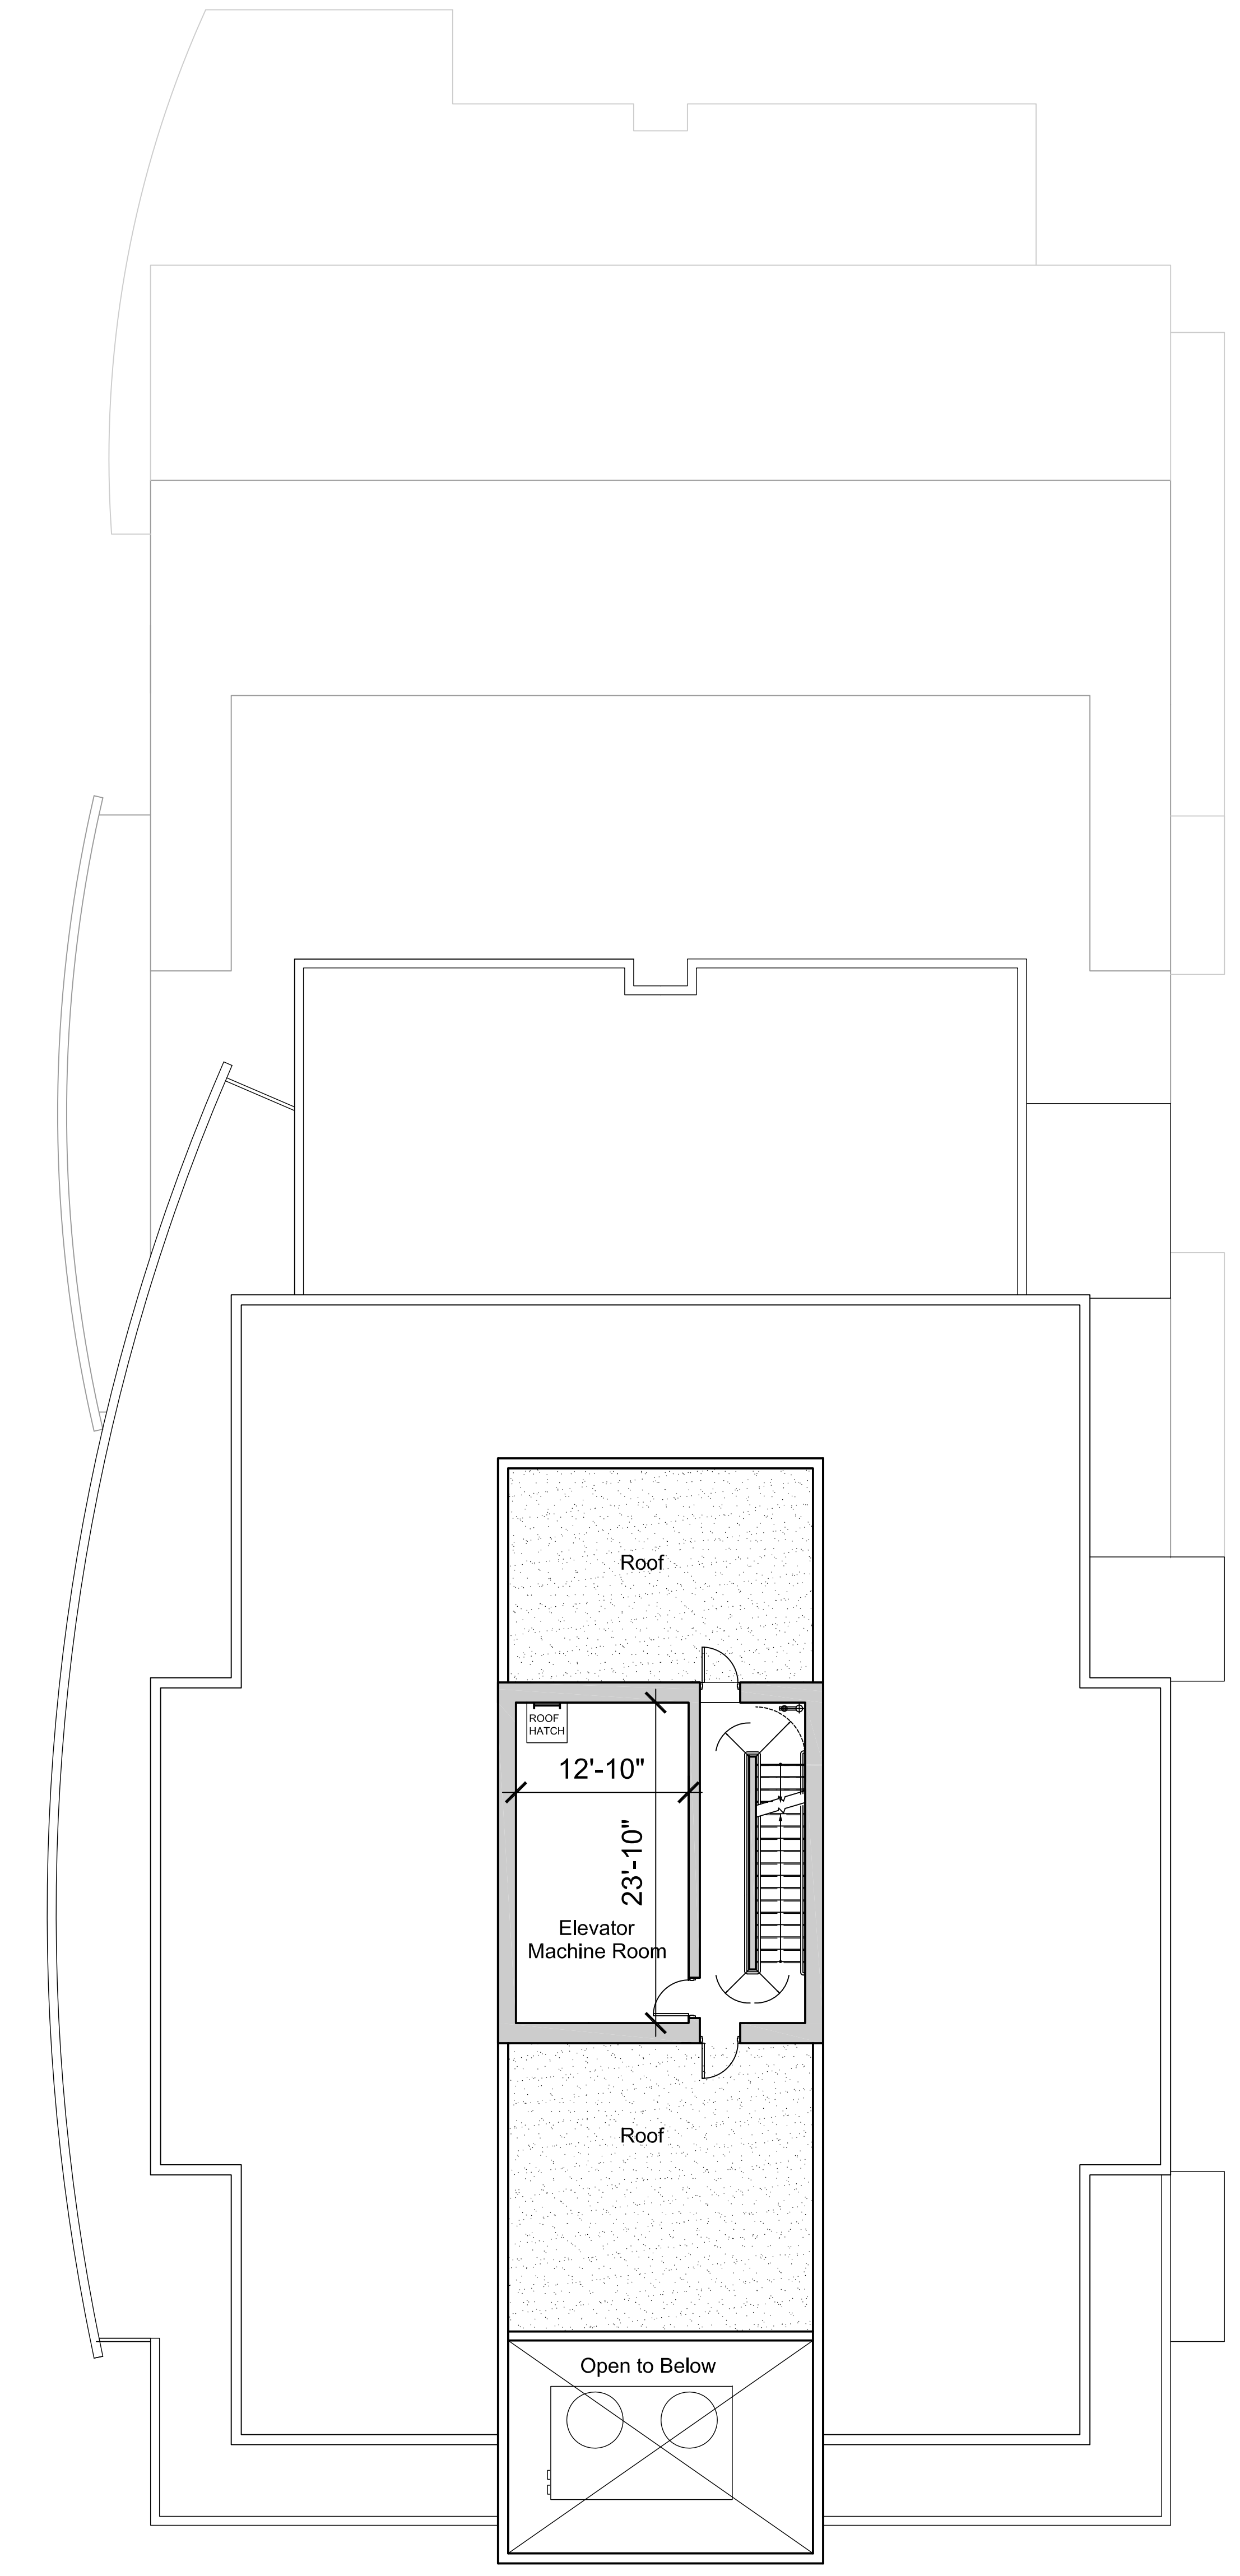 Roof
ROOF
HATCH
12'-10"
23'-10"
Elevator
Machine Room
Roof
Open to Below